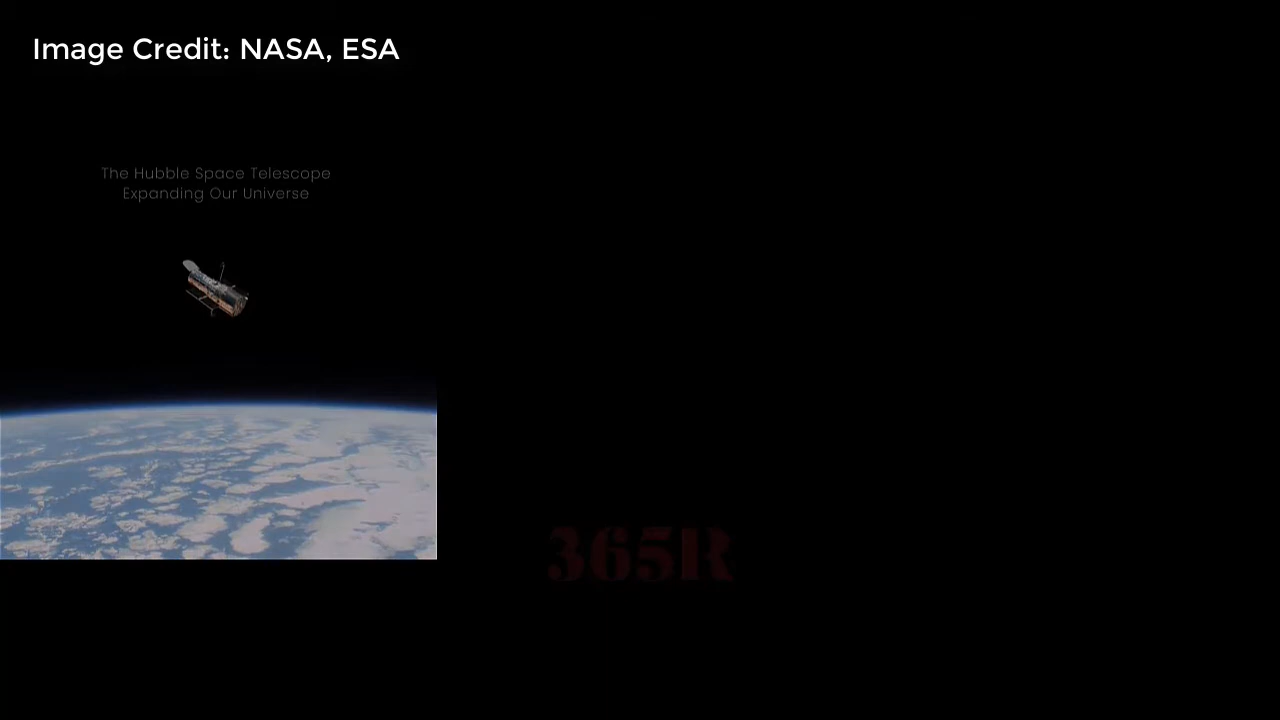 Image Credit: NASA, ESA
The Hubble Space Telescope
Expanding Our Universe
365R